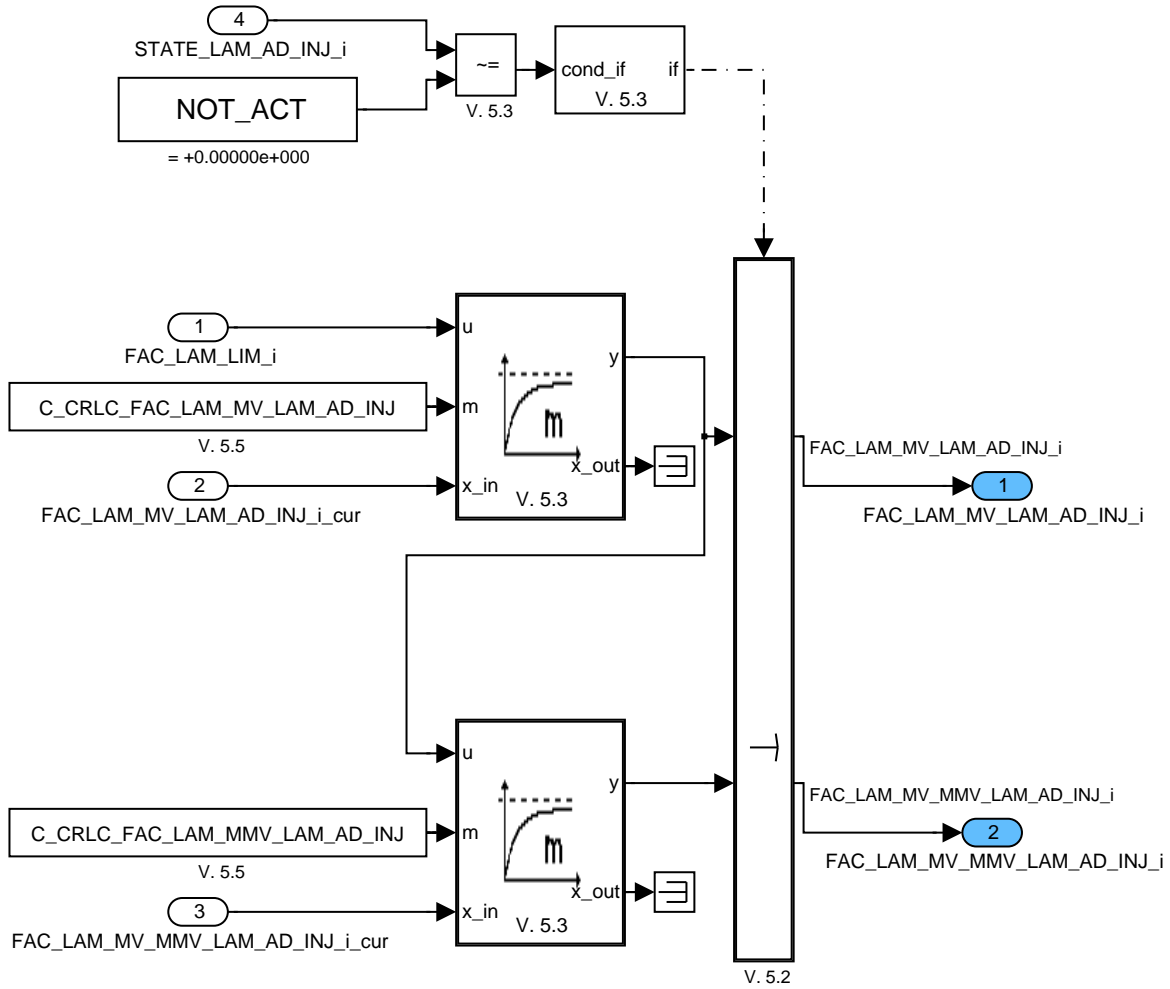 4
STATE_LAM_AD_INJ_i
NOT_ACT
= +0.00000e+000
~=
V. 5.3
cond_if if
V. 5.3
1
FAC_LAM_LIM_i
C_CRLC_FAC_LAM_MV_LAM_AD_INJ
V. 5.5
2
FAC_LAM_MV_LAM_AD_INJ_i_cur
u
m
x_in
y
x_out
m
V. 5.3
FAC_LAM_MV_LAM_AD_INJ_i
1
FAC_LAM_MV_LAM_AD_INJ_i
C_CRLC_FAC_LAM_MMV_LAM_AD_INJ
V. 5.5
3
FAC_LAM_MV_MMV_LAM_AD_INJ_i_cur
u
m
x_in
y
x_out
m
V. 5.3
FAC_LAM_MV_MMV_LAM_AD_INJ_i
2
FAC_LAM_MV_MMV_LAM_AD_INJ_i
V. 5.2